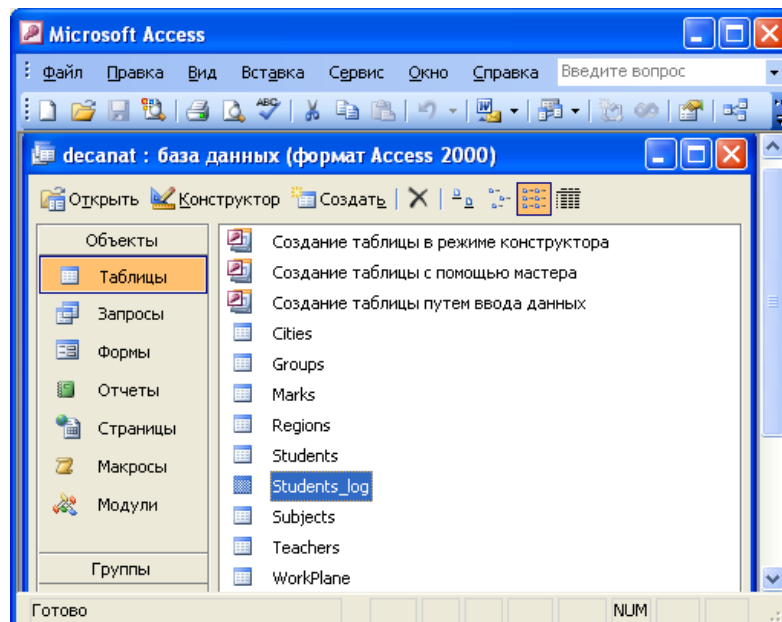 Microsoft Access
Файл Правка Вид Вставка Сервис Окно Справка Введите вопрос
decanat : база данных (формат Access 2000)
Открыть Конструктор Создать
Объекты
Таблицы
Запросы
Формы
Отчеты
Страницы
Макросы
Модули
Группы
Создание таблицы в режиме конструктора
Создание таблицы с помощью мастера
Создание таблицы путем ввода данных
Cities
Groups
Marks
Regions
Students
Students_log
Subjects
Teachers
WorkPlane
Готово NUM